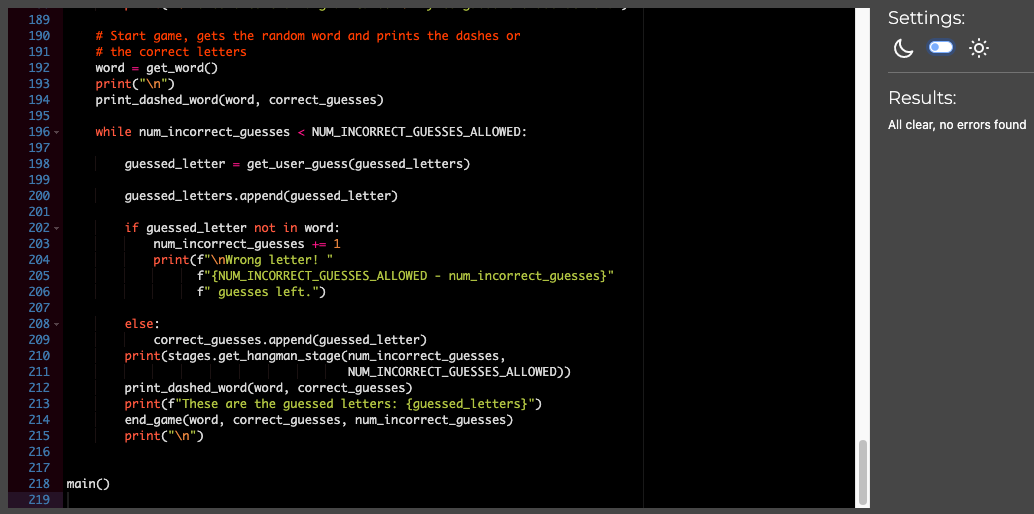 189
190 # Start game, gets the random word and prints the dashes or
191 # the correct letters
192 word = get_word()
193 print("\n")
194 print_dashed_word(word, correct_guesses)
195
196 while num_incorrect_guesses < NUM_INCORRECT_GUESSES_ALLOWED:
197
198 guessed_letter = get_user_guess(guessed_letters)
199
200 guessed_letters.append(guessed_letter)
201
202 if guessed_letter not in word:
203 num_incorrect_guesses += 1
204 print(f"\nWrong letter! "
205 f"{NUM_INCORRECT_GUESSES_ALLOWED - num_incorrect_guesses}"
206 f" guesses left.")
207
208 else:
209 correct_guesses.append(guessed_letter)
210 print(stages.get_hangman_stage(num_incorrect_guesses,
211 NUM_INCORRECT_GUESSES_ALLOWED))
212 print_dashed_word(word, correct_guesses)
213 print(f"These are the guessed letters: {guessed_letters}")
214 end_game(word, correct_guesses, num_incorrect_guesses)
215 print("\n")
216
217
218 main()
219
Settings:
Results:
All clear, no errors found